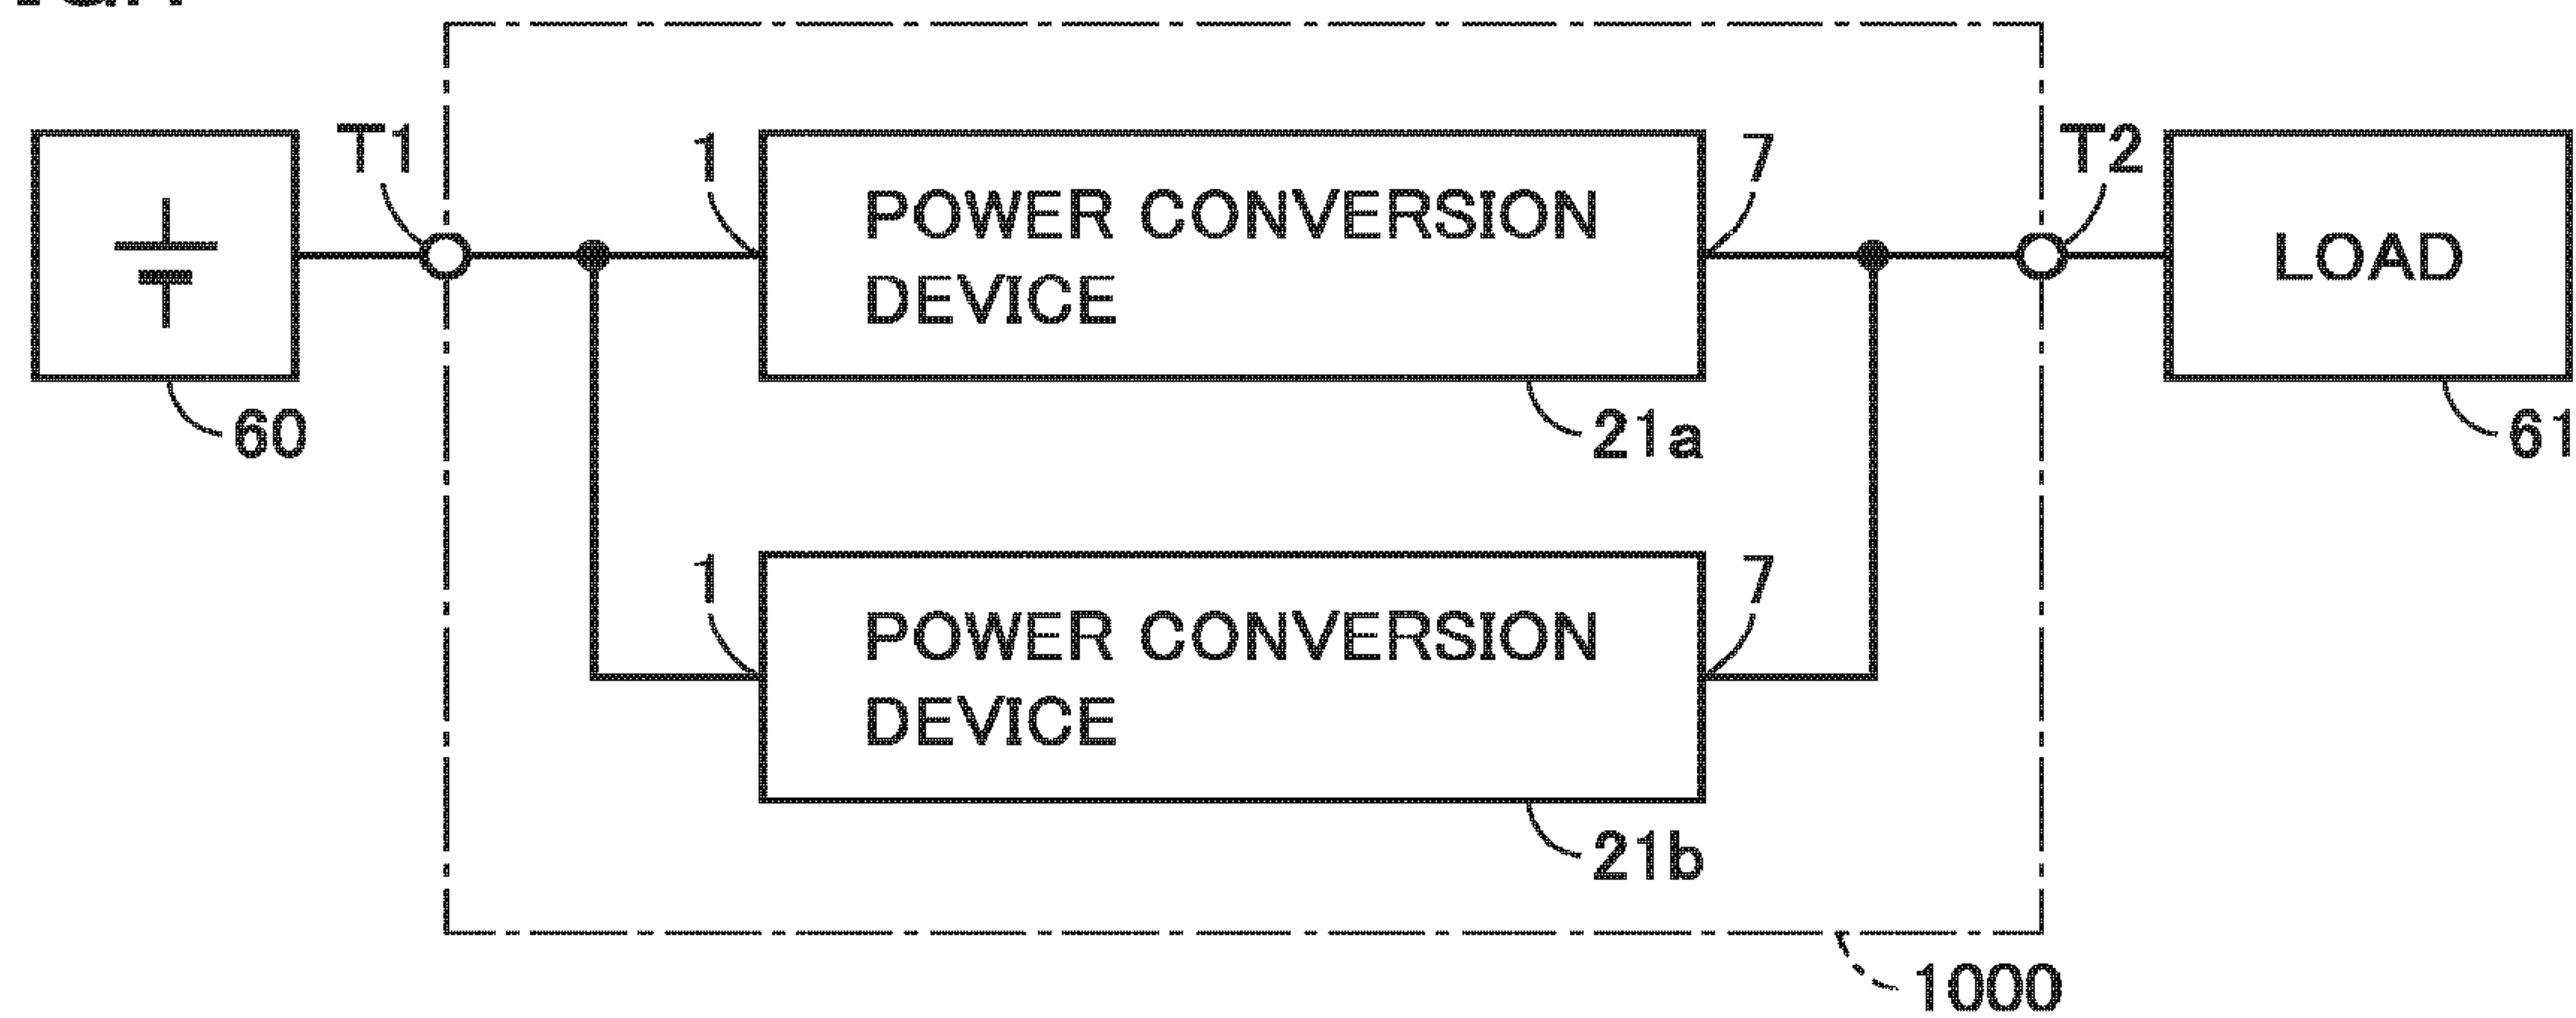 T1
1
POWER CONVERSION
DEVICE
7
T2
LOAD
60
21a
61
1
POWER CONVERSION
DEVICE
7
21b
1000